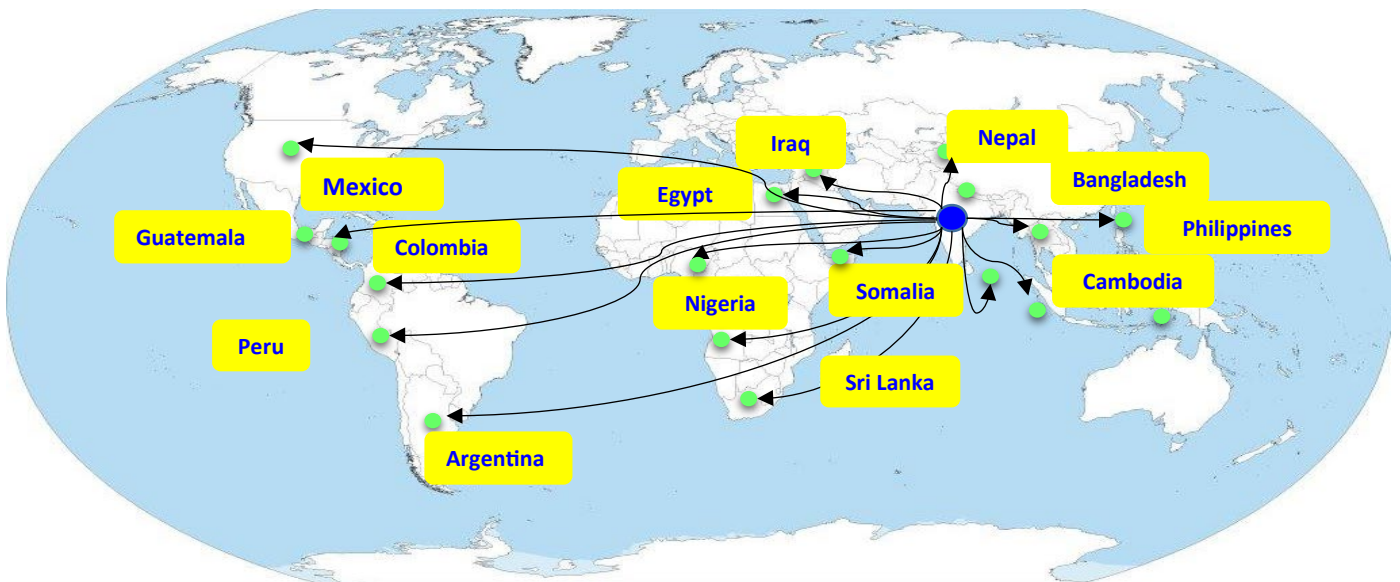 Nepal
Iraq
Bangladesh
Mexico
Egypt
Philippines
Guatemala
Colombia
Cambodia
Somalia
Nigeria
Peru
Sri Lanka
Argentina